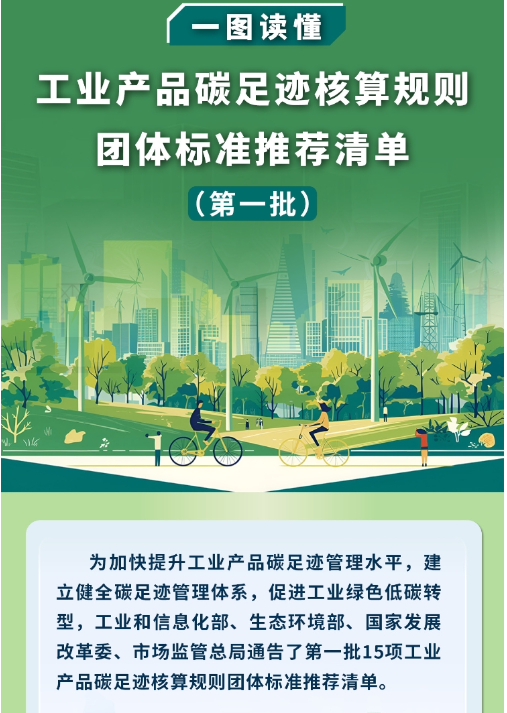 一图读懂
工业产品碳足迹核算规则
团体标准推荐清单
（第一批）
为加快提升工业产品碳足迹管理水平，建
立健全碳足迹管理体系，促进工业绿色低碳转
型，工业和信息化部、生态环境部、国家发展
改革委、市场监管总局通告了第一批15项工业
产品碳足迹核算规则团体标准推荐清单。